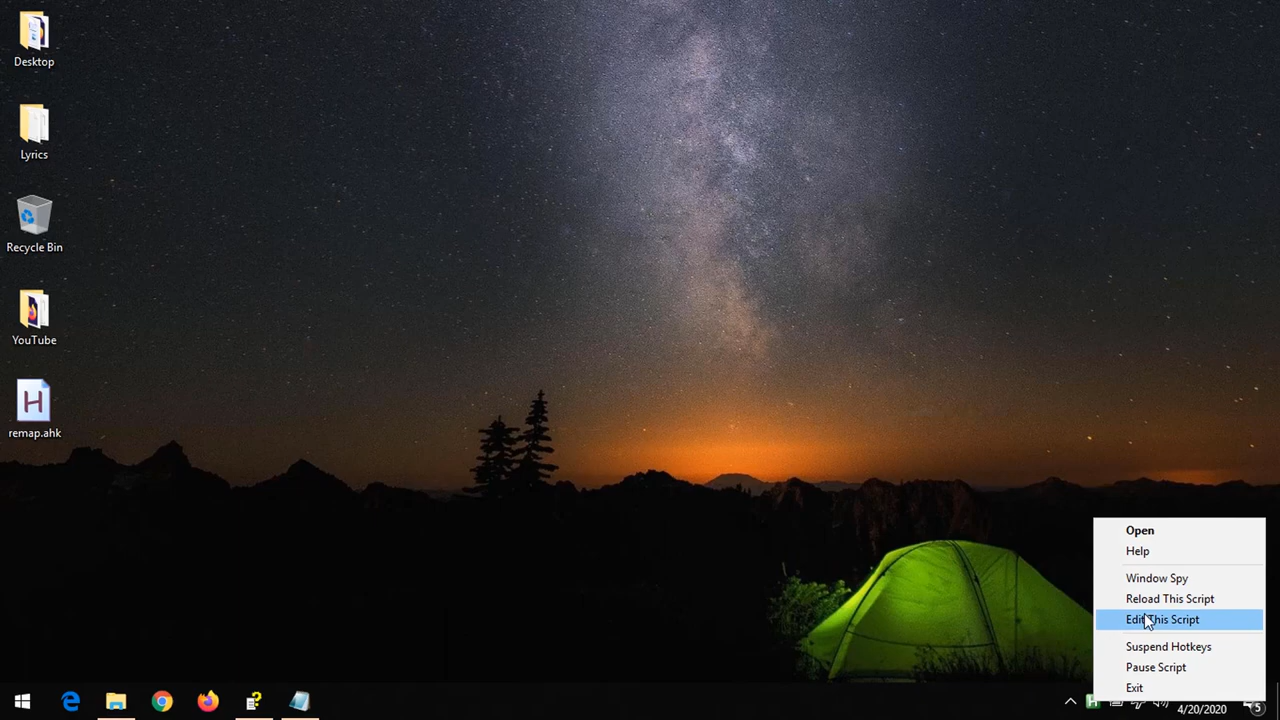 Desktop
Lyrics
Recycle Bin
YouTube
H
remap.ahk
Open
Help
Window Spy
Reload This Script
Edit This Script
Suspend Hotkeys
Pause Script
Exit
H
4/20/2020
5